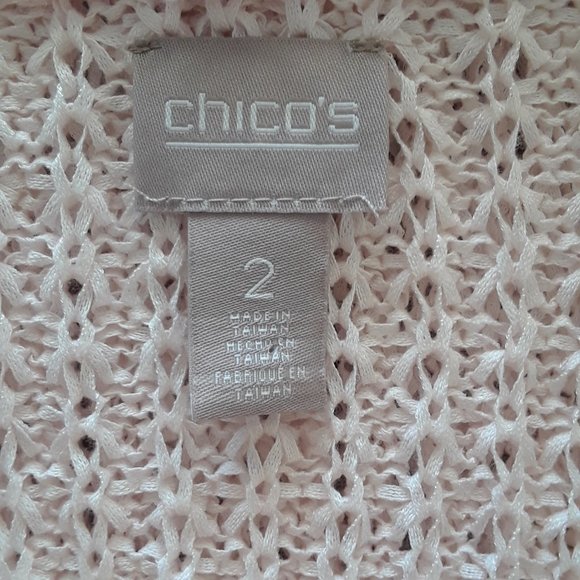 chico's
2
MADE IN
TAIWAN
HECHO EN
TAIWAN
FABRIQUE EN
TAIWAN